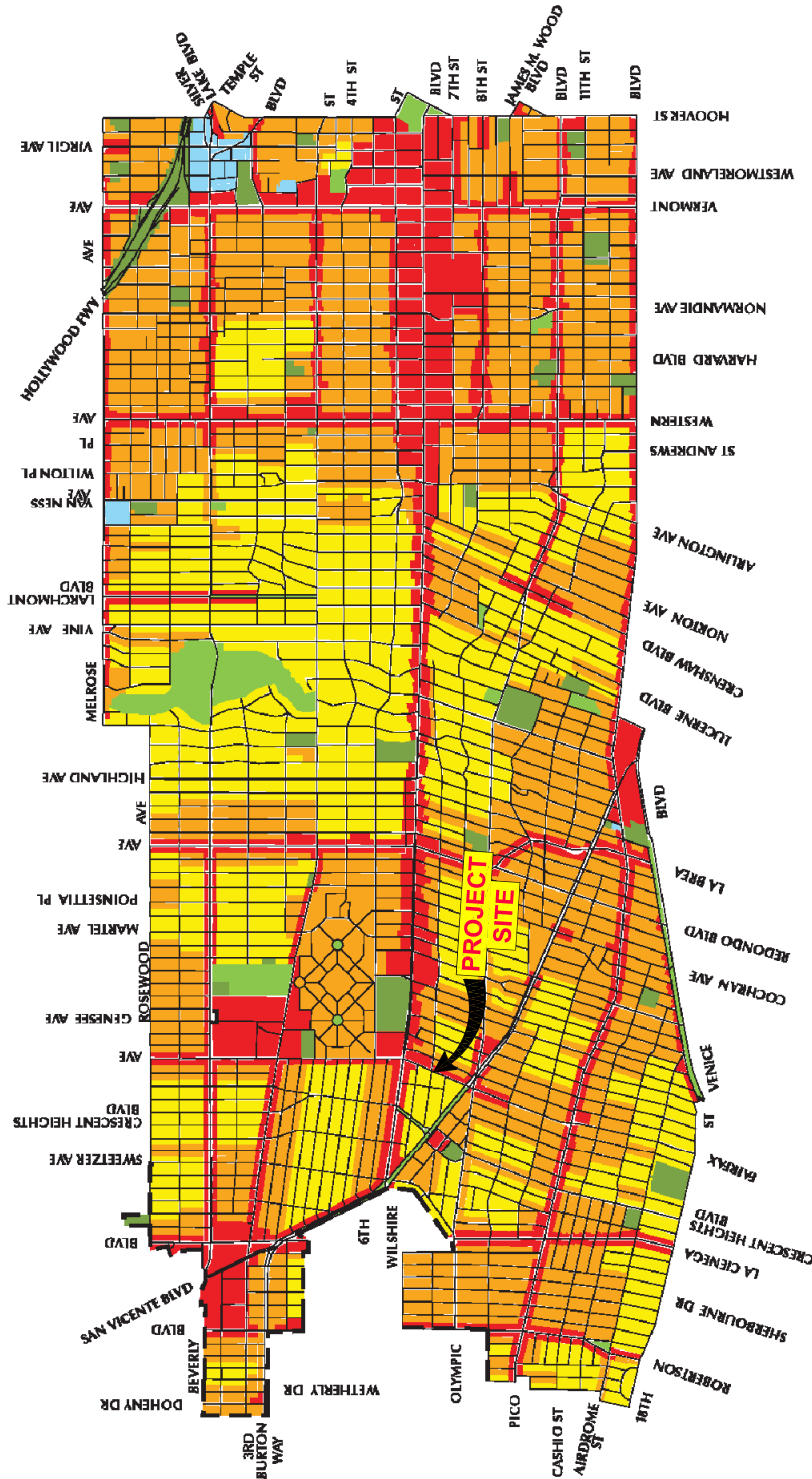 SILVER
LAKE BLVD
TEMPLE
ST
BLVD
ST
4TH ST
ST
BLVD
7TH ST
8TH ST
JAMES M. WOOD
BLVD
BLVD
11TH ST
BLVD
HOOVER ST
VIRGIL AVE
WESTMORELAND AVE
AVE
VERMONT
AVE
HOLLYWOOD FWY
NORMANDIE AVE
HARVARD BLVD
AVE
WESTERN
PL
ST ANDREWS
WILTON PL
AVE
VAN NESS
ARLINGTON AVE
BLVD
LARCHMONT
NORTON AVE
VINE AVE
CRENSHAW BLVD
MELROSE
LUCERNE BLVD
HIGHLAND AVE
BLVD
AVE
AVE
LA BREA
PROJECT
SITE
POINSETTIA PL
MARTEL AVE
REDONDO BLVD
ROSEWOOD
COCHRAN AVE
GENESEE AVE
AVE
VENICE
CRESCENT HEIGHTS
BLVD
ST
SWEETZER AVE
FAIRFAX
CRESCENT HEIGHTS
BLVD
BLVD
6TH
WILSHIRE
LA CIENEGA
SAN VICENTE BLVD
SHERBOURNE DR
BLVD
BEVERLY
WETHERLY DR
OLYMPIC
ROBERTSON
DOHENY DR
3RD
BURTON
WAY
PICO
CASHIO ST
AIRDROME
ST
18TH